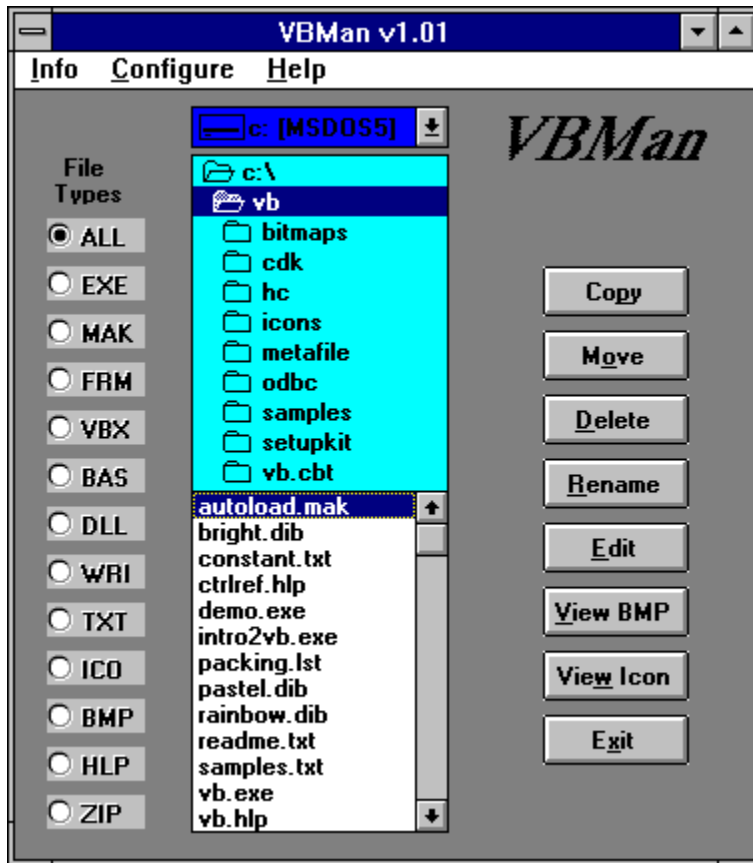 VBMan v1.01
Info Configure Help
c: [MSDOS5]
VBMan
File
Types
ALL
EXE
MAK
FRM
VBX
BAS
DLL
WRI
TXT
ICO
BMP
HLP
ZIP
c:\
vb
bitmaps
cdk
hc
icons
metafile
odbc
samples
setupkit
vb.cbt
autoload.mak
bright.dib
constant.txt
ctrlref.hlp
demo.exe
intro2vb.exe
packing.lst
pastel.dib
rainbow.dib
readme.txt
samples.txt
vb.exe
vb.hlp
Copy
Move
Delete
Rename
Edit
View BMP
View Icon
Exit